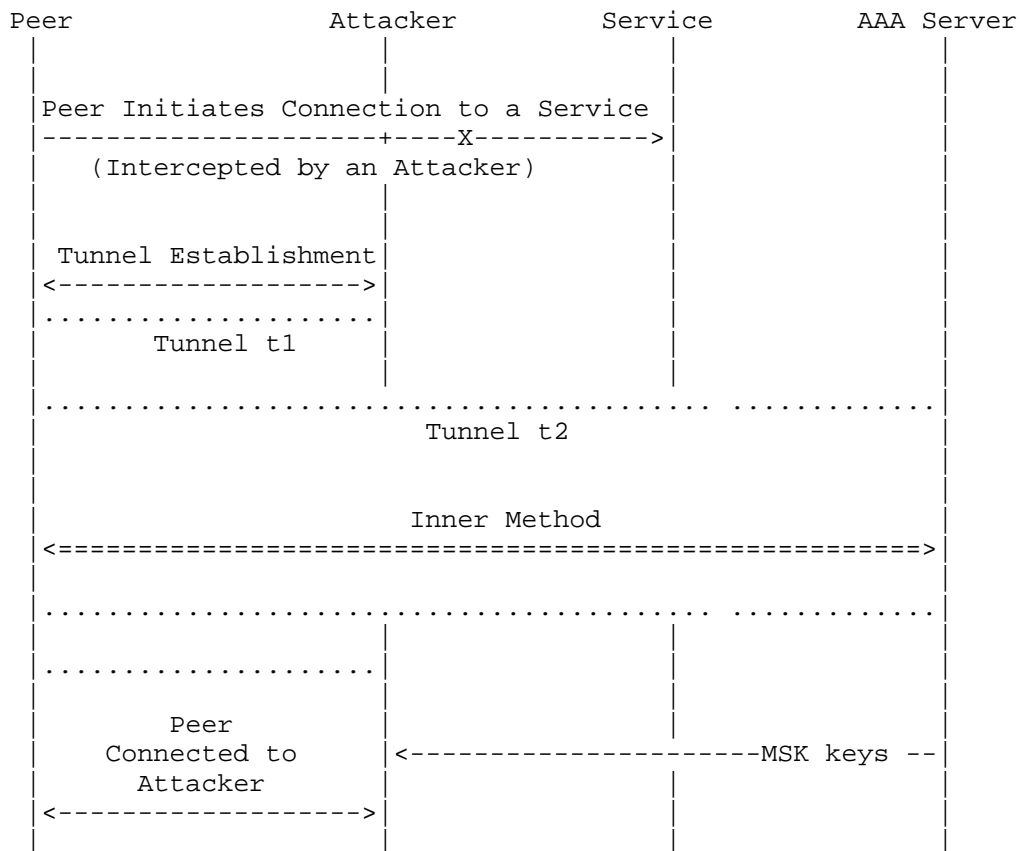 Peer Attacker Service AAA Server
Peer Initiates Connection to a Service
---------------------+----X----------->
(Intercepted by an Attacker)
Tunnel Establishment
<------------------->
.....................
Tunnel t1
.......................................... .............
Tunnel t2
Inner Method
<======================================================>
.......................................... .............
.....................
Peer
Connected to <----------------------MSK keys --
Attacker
<------------------->